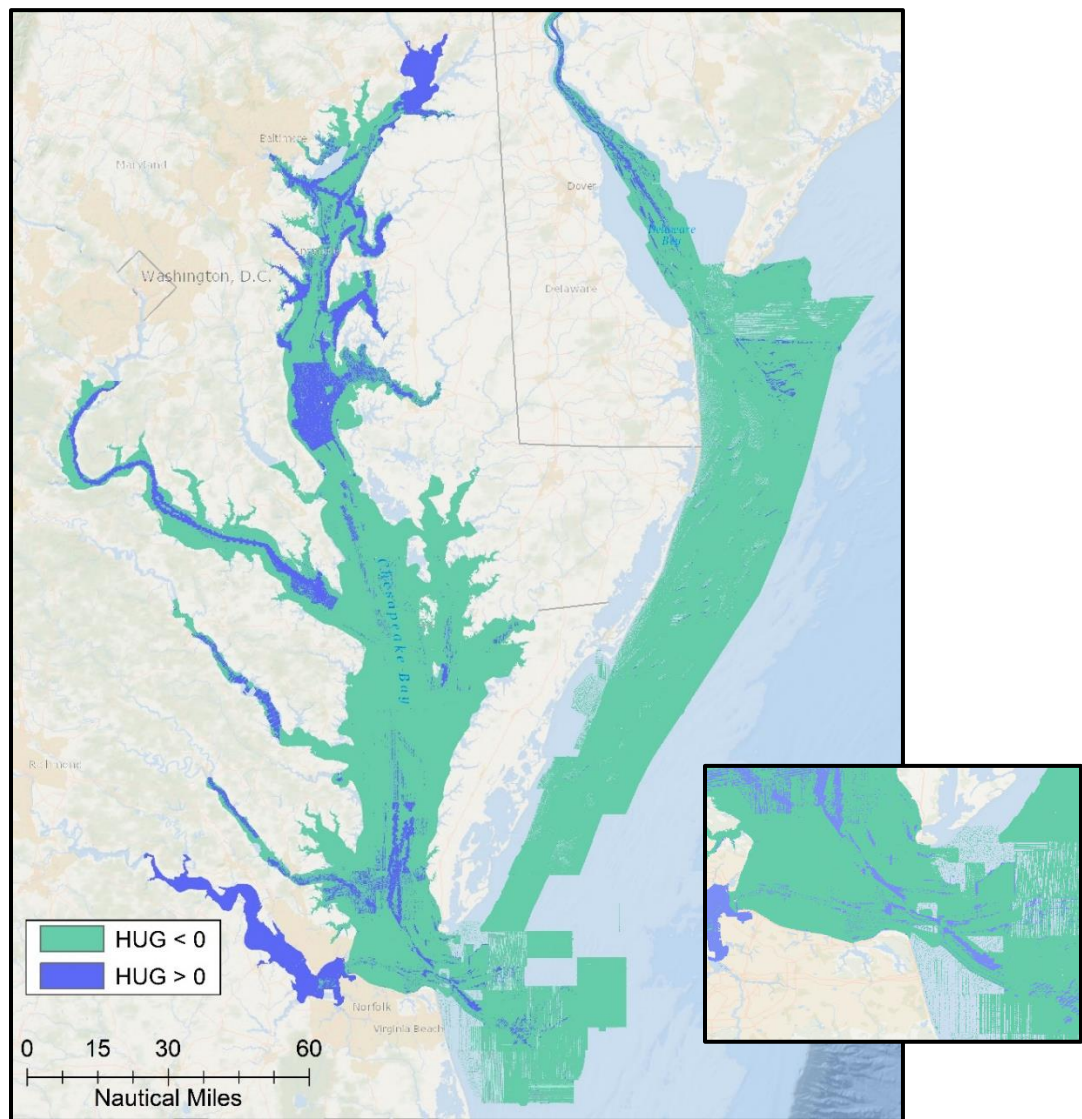 Baltimore
Maryland
Dover
Delaware
Bay
Washington, D.C.
Delaware
Chesapeake Bay
Richmond
HUG < 0
HUG > 0
Norfolk
Virginia Beach
0 15 30 60
Nautical Miles